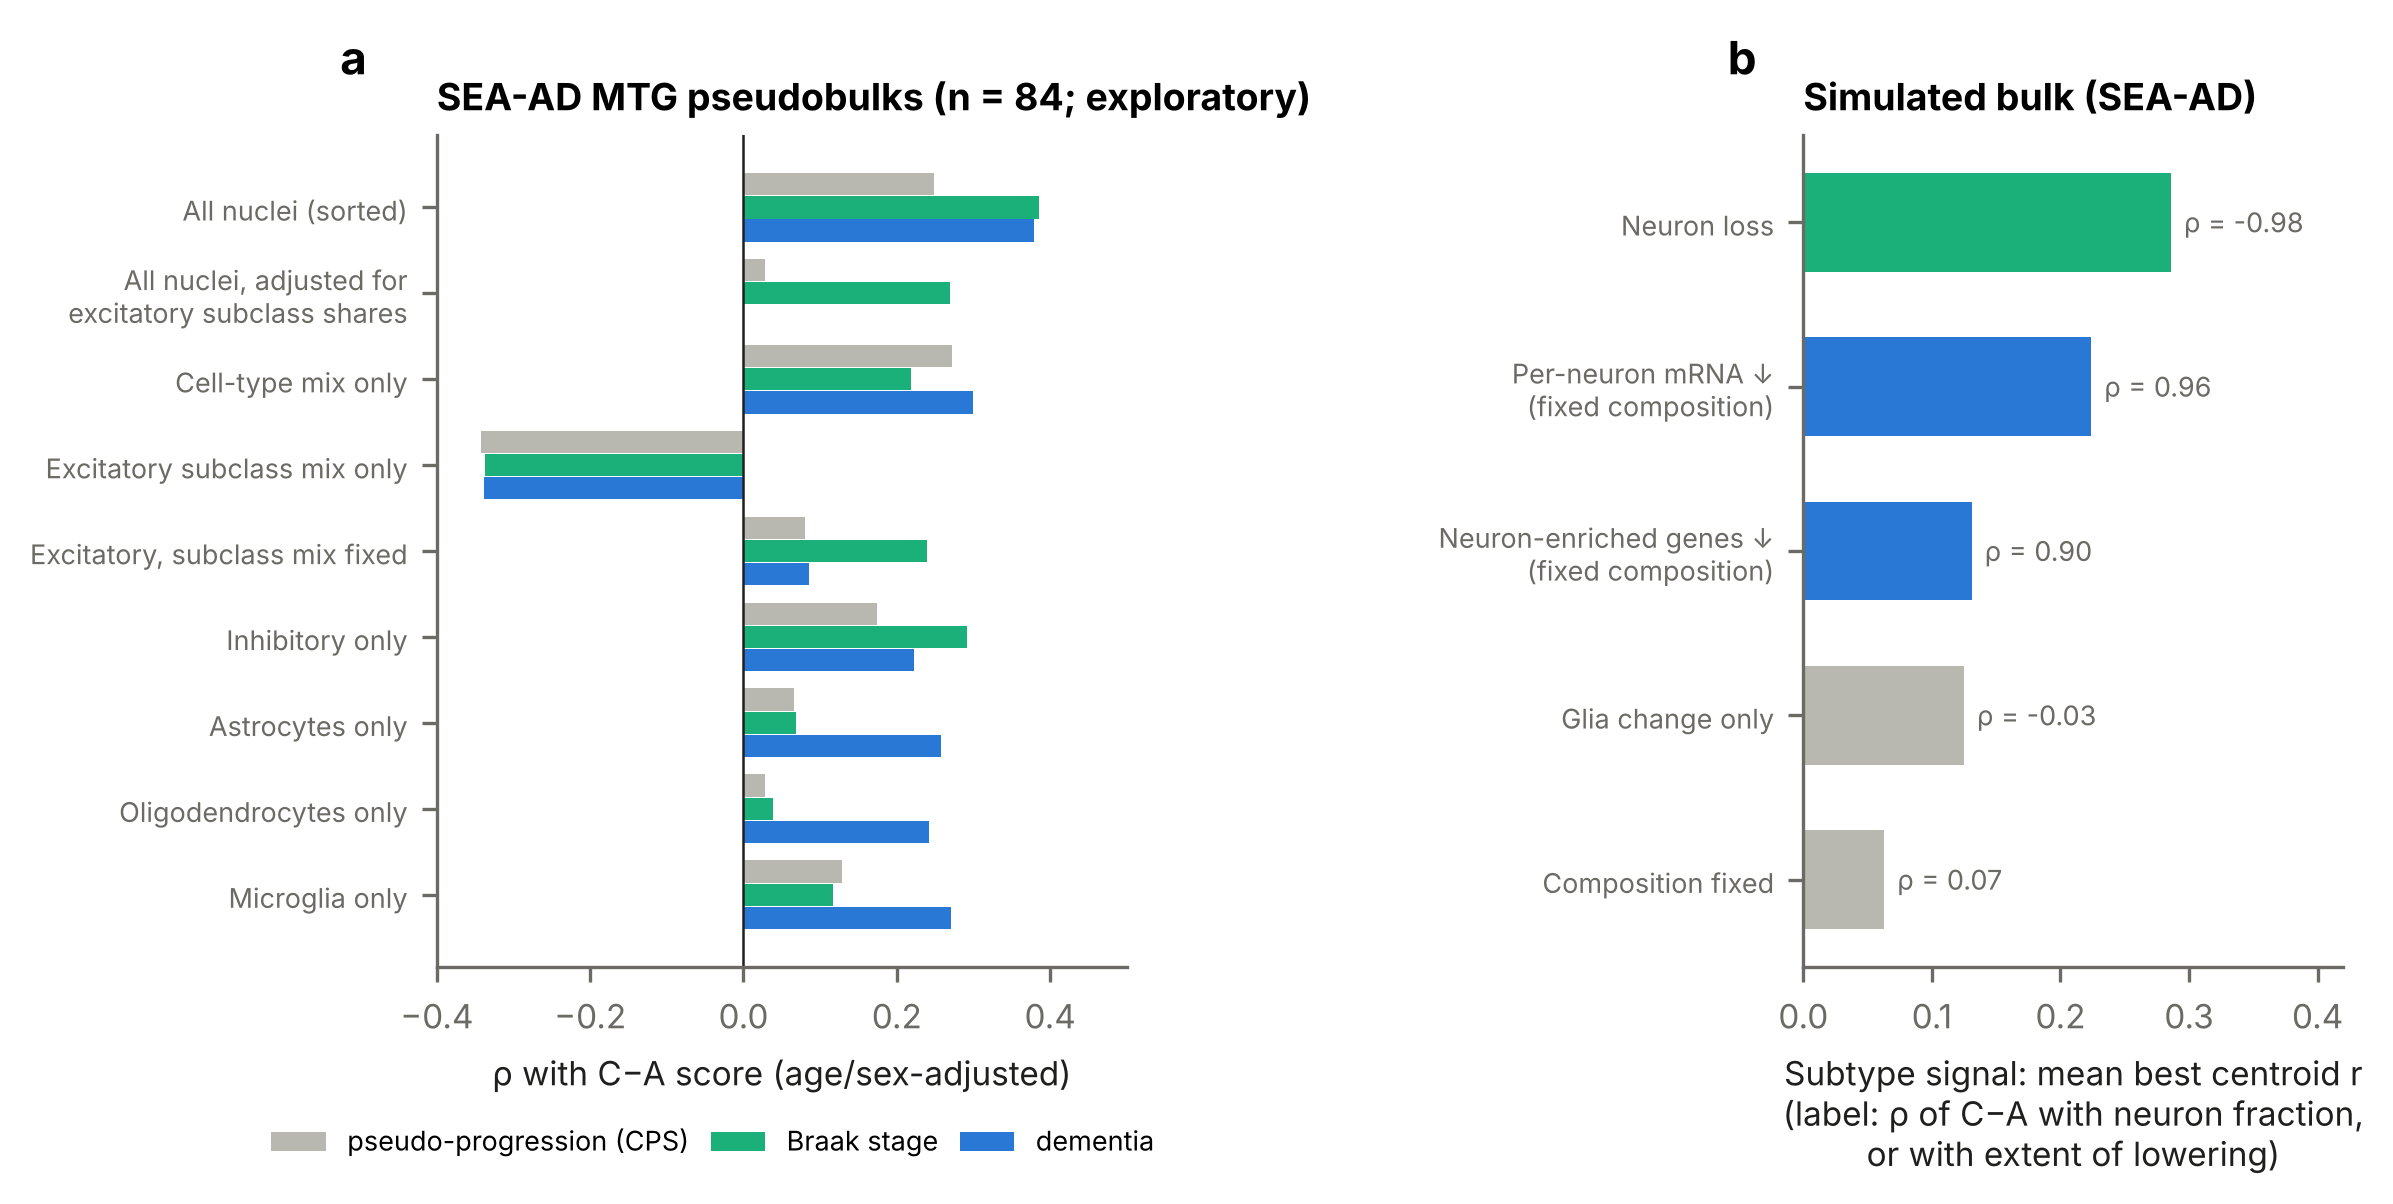 a
SEA-AD MTG pseudobulks (n = 84; exploratory)
All nuclei (sorted)
All nuclei, adjusted for
excitatory subclass shares
Cell-type mix only
Excitatory subclass mix only
Excitatory, subclass mix fixed
Inhibitory only
Astrocytes only
Oligodendrocytes only
Microglia only
−0.4
−0.2
0.0
0.2
0.4
ρ with C−A score (age/sex-adjusted)
pseudo-progression (CPS)
Braak stage
dementia
b
Simulated bulk (SEA-AD)
Neuron loss
ρ = -0.98
Per-neuron mRNA ↓
(fixed composition)
ρ = 0.96
Neuron-enriched genes ↓
(fixed composition)
ρ = 0.90
Glia change only
ρ = -0.03
Composition fixed
ρ = 0.07
0.0
0.1
0.2
0.3
0.4
Subtype signal: mean best centroid r
(label: ρ of C−A with neuron fraction,
or with extent of lowering)